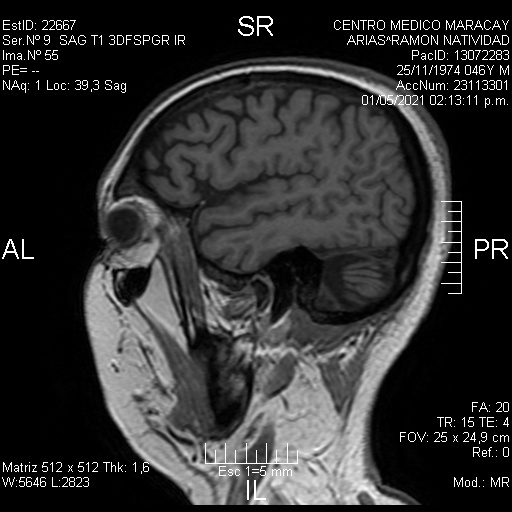 EstID: 22667
Ser.Nº 9 SAG T1 3DFSPGR IR
Ima.Nº 55
PE= --
NAq: 1 Loc: 39,3 Sag
SR
CENTRO MEDICO MARACAY
ARIAS^RAMON NATIVIDAD
PacID: 13072283
25/11/1974 046Y M
AccNum: 23113301
01/05/2021 02:13:11 p.m.
AL
PR
FA: 20
TR: 15 TE: 4
FOV: 25 x 24,9 cm
Ref.: 0
Matriz 512 x 512 Thk: 1,6
W:5646 L:2823
Esc 1=5 mm
IL
Mod.: MR